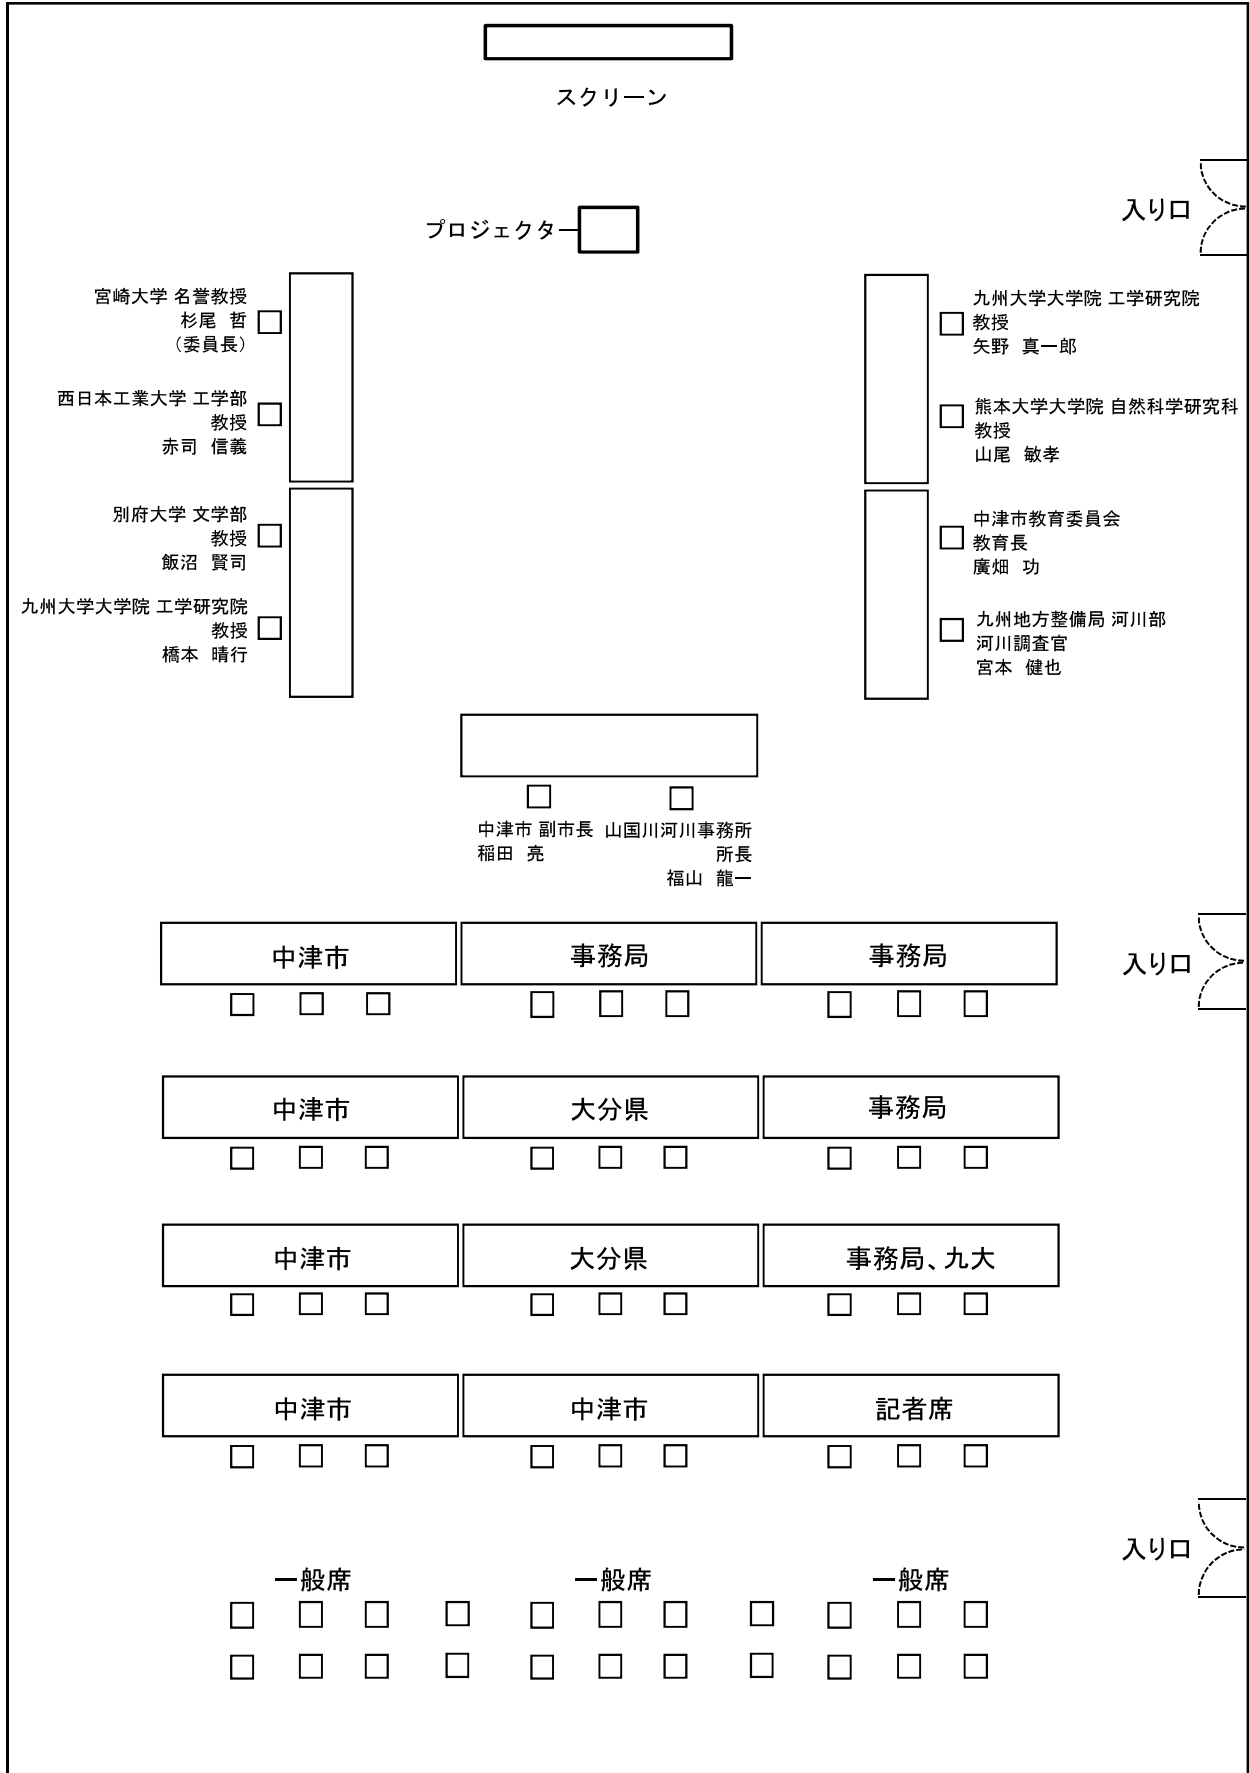 スクリーン
入り口
プロジェクタ
宮崎大学 名誉教授
杉尾 哲
（委員長）
西日本工業大学 工学部
教授
赤司 信義
別府大学 文学部
教授
飯沼 賢司
九州大学大学院 工学研究院
教授
橋本 晴行
九州大学大学院 工学研究院
教授
矢野 真一郎
熊本大学大学院 自然科学研究科
教授
山尾 敏孝
中津市教育委員会
教育長
廣畑 功
九州地方整備局 河川部
河川調査官
宮本 健也
中津市 副市長
稲田 亮
山国川河川事務所
所長
福山 龍一
中津市 事務局 事務局
入り口
中津市 大分県 事務局
中津市 大分県 事務局、九大
中津市 中津市 記者席
入り口
一般席 一般席 一般席